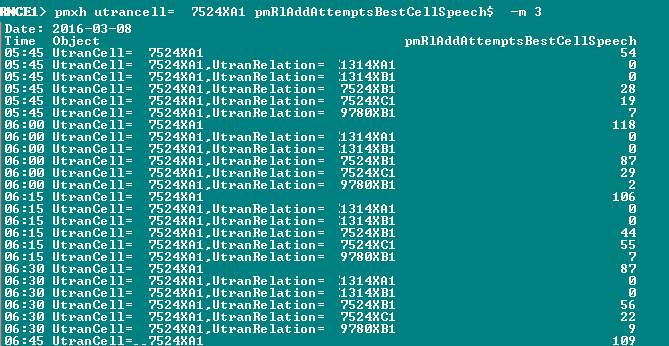 RNCE1> pmxh utrancell=  7524XA1 pmRlAddAttemptsBestCellSpeech$  -m 3
Date: 2016-03-08
Time  Object                                   pmRlAddAttemptsBestCellSpeech
05:45 UtranCell=  7524XA1                                                 54
05:45 UtranCell=  7524XA1,UtranRelation=  1314XA1                          0
05:45 UtranCell=  7524XA1,UtranRelation=  1314XB1                          0
05:45 UtranCell=  7524XA1,UtranRelation=  7524XB1                         28
05:45 UtranCell=  7524XA1,UtranRelation=  7524XC1                         19
05:45 UtranCell=  7524XA1,UtranRelation=  9780XB1                          7
06:00 UtranCell=  7524XA1                                                118
06:00 UtranCell=  7524XA1,UtranRelation=  1314XA1                          0
06:00 UtranCell=  7524XA1,UtranRelation=  1314XB1                          0
06:00 UtranCell=  7524XA1,UtranRelation=  7524XB1                         87
06:00 UtranCell=  7524XA1,UtranRelation=  7524XC1                         29
06:00 UtranCell=  7524XA1,UtranRelation=  9780XB1                          2
06:15 UtranCell=  7524XA1                                                106
06:15 UtranCell=  7524XA1,UtranRelation=  1314XA1                          0
06:15 UtranCell=  7524XA1,UtranRelation=  1314XB1                          0
06:15 UtranCell=  7524XA1,UtranRelation=  7524XB1                         44
06:15 UtranCell=  7524XA1,UtranRelation=  7524XC1                         55
06:15 UtranCell=  7524XA1,UtranRelation=  9780XB1                          7
06:30 UtranCell=  7524XA1                                                 87
06:30 UtranCell=  7524XA1,UtranRelation=  1314XA1                          0
06:30 UtranCell=  7524XA1,UtranRelation=  1314XB1                          0
06:30 UtranCell=  7524XA1,UtranRelation=  7524XB1                         56
06:30 UtranCell=  7524XA1,UtranRelation=  7524XC1                         22
06:30 UtranCell=  7524XA1,UtranRelation=  9780XB1                          9
06:45 UtranCell=  7524XA1                                                109